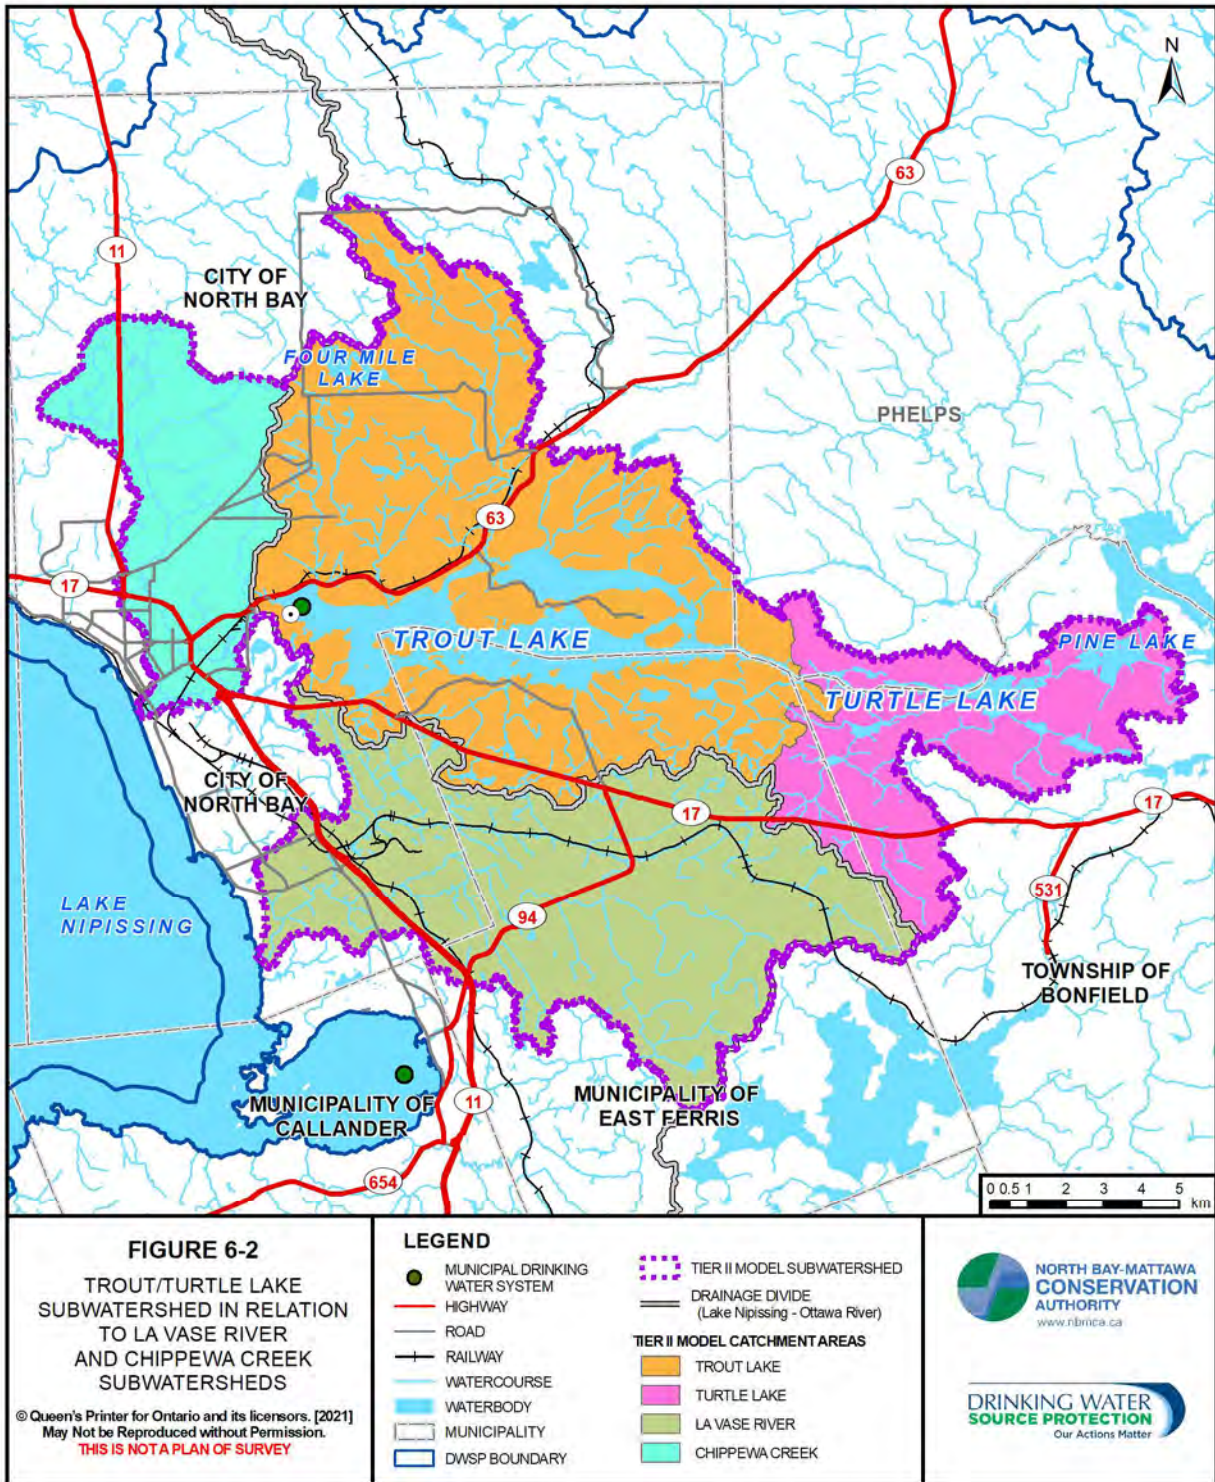 N
63
11
CITY OF
NORTH BAY
FOUR MILE
LAKE
PHELPS
63
17
TROUT LAKE
PINE LAKE
TURTLE LAKE
CITY OF
NORTH BAY
17
17
LAKE
NIPISSING
531
94
TOWNSHIP OF
BONFIELD
MUNICIPALITY OF
CALLANDER
11
MUNICIPALITY OF
EAST FERRIS
654
0 0.5 1 2 3 4 5
km
FIGURE 6-2
TROUT/TURTLE LAKE
SUBWATERSHED IN RELATION
TO LA VASE RIVER
AND CHIPPEWA CREEK
SUBWATERSHEDS
© Queen's Printer for Ontario and its licensors. [2021]
May Not be Reproduced without Permission.
THIS IS NOT A PLAN OF SURVEY
LEGEND
MUNICIPAL DRINKING
WATER SYSTEM
HIGHWAY
ROAD
RAILWAY
WATERCOURSE
WATERBODY
MUNICIPALITY
DWSP BOUNDARY
TIER II MODEL SUBWATERSHED
DRAINAGE DIVIDE
(Lake Nipissing - Ottawa River)
TIER II MODEL CATCHMENT AREAS
TROUT LAKE
TURTLE LAKE
LA VASE RIVER
CHIPPEWA CREEK
NORTH BAY-MATTAWA
CONSERVATION
AUTHORITY
www.nbmca.ca
DRINKING WATER
SOURCE PROTECTION
Our Actions Matter